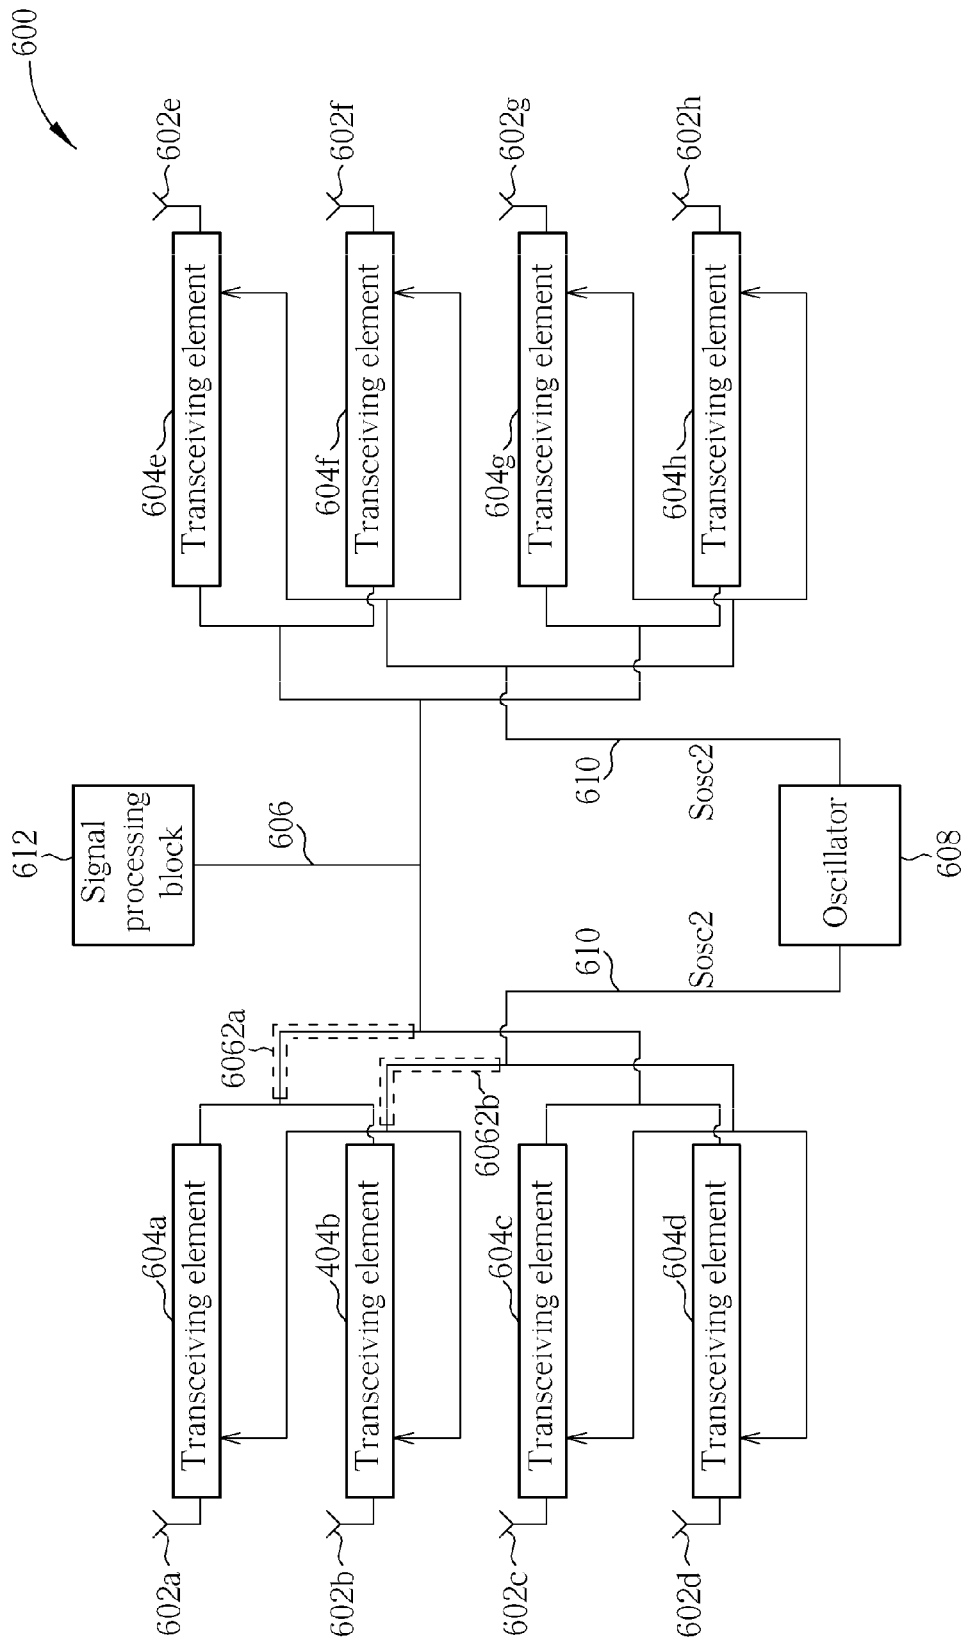 600
612
Signal
processing
block
602a
604a
Transceiving element
6062a
606
604e
Transceiving element
602e
602b
404b
Transceiving element
6062b
604f
Transceiving element
602f
602c
604c
Transceiving element
610
Sosc2
610
Sosc2
604g
Transceiving element
602g
602d
604d
Transceiving element
604h
Transceiving element
602h
Oscillator
608